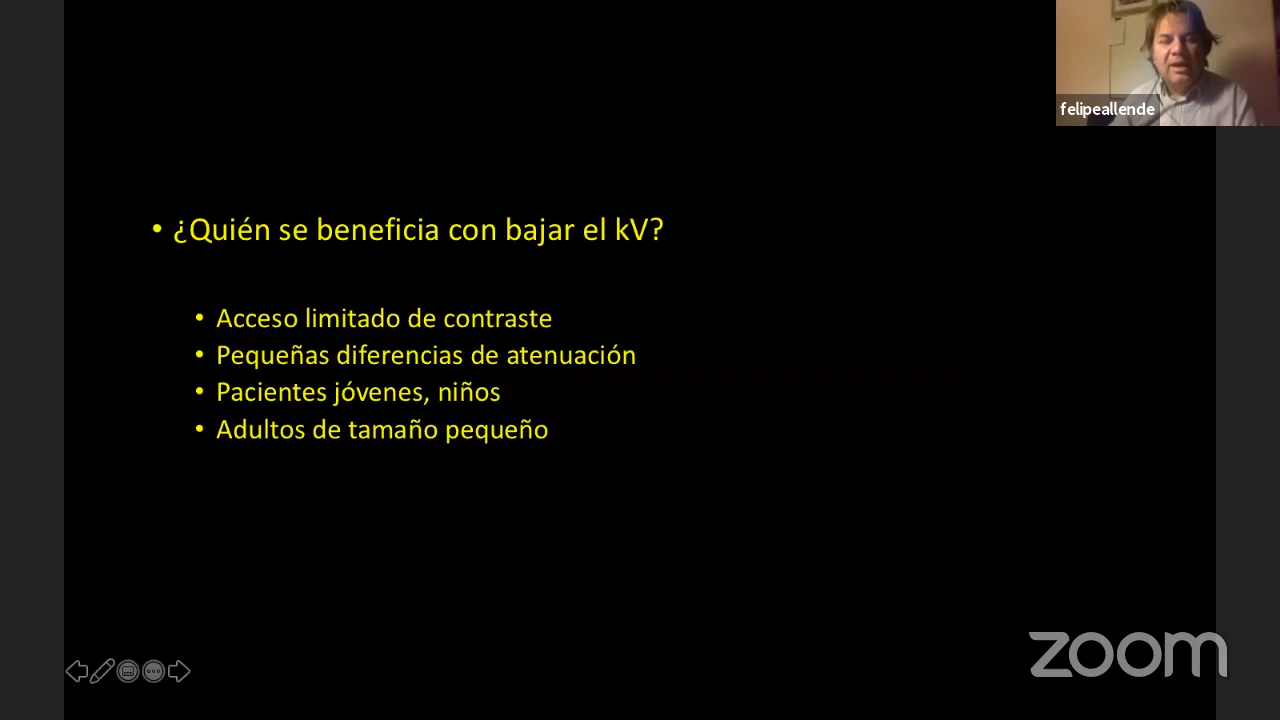 felipeallende
• ¿Quién se beneficia con bajar el kV?
• Acceso limitado de contraste
• Pequeñas diferencias de atenuación
• Pacientes jóvenes, niños
• Adultos de tamaño pequeño
zoom